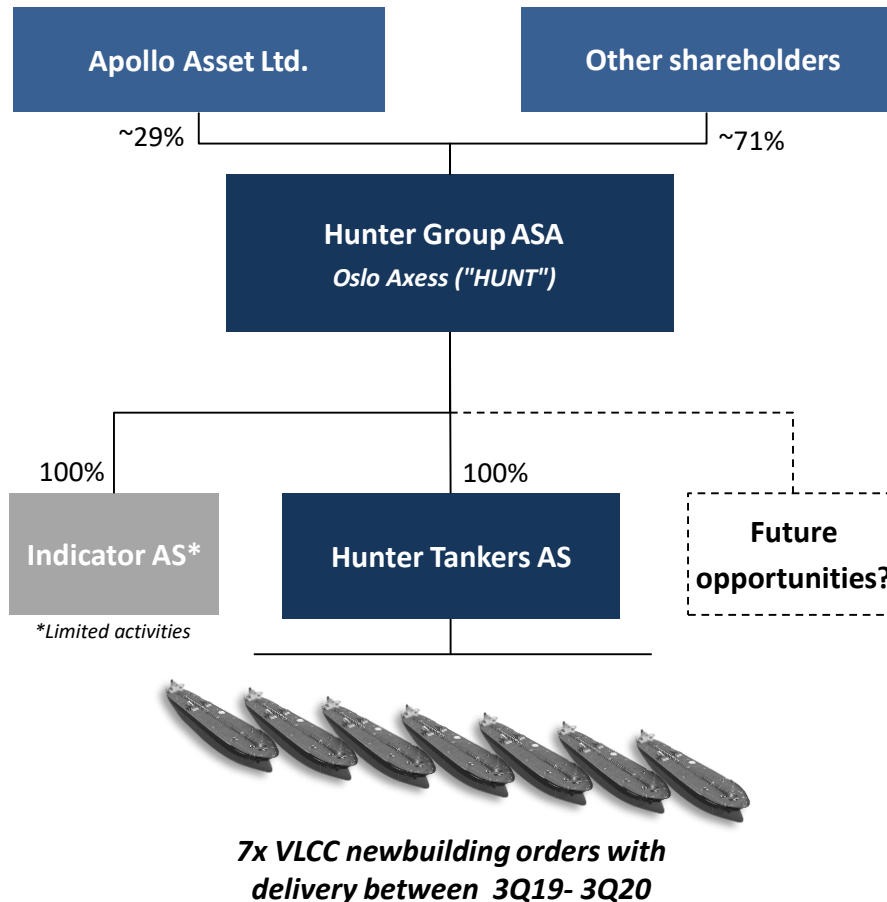 Apollo Asset Ltd.
Other shareholders
~29%
~71%
Hunter Group ASA
Oslo Axess ("HUNT")
100%
100%
Indicator AS*
Hunter Tankers AS
Future
opportunities?
*Limited activities
7x VLCC newbuilding orders with
delivery between 3Q19- 3Q20